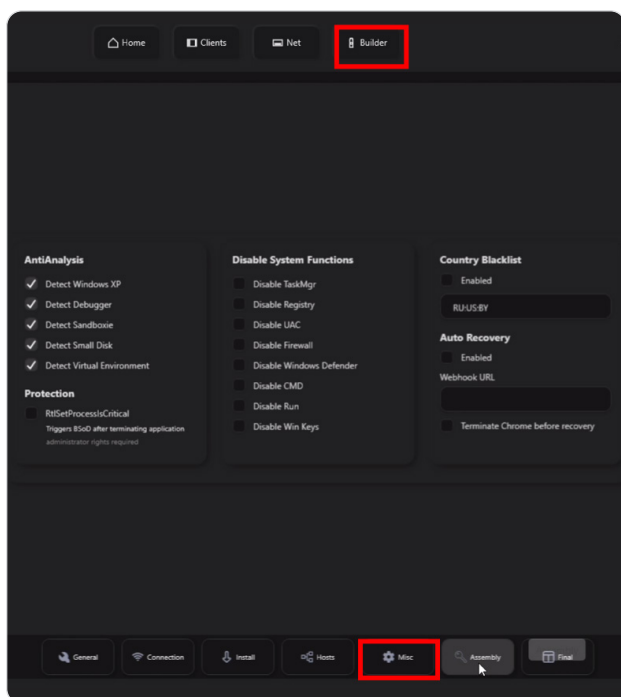 Home
Clients
Net
Builder
AntiAnalysis
Detect Windows XP
Detect Debugger
Detect Sandboxie
Detect Small Disk
Detect Virtual Environment
Protection
RtlSetProcessIsCritical
Triggers BSoD after terminating application
administrator rights required
Disable System Functions
Disable TaskMgr
Disable Registry
Disable UAC
Disable Firewall
Disable Windows Defender
Disable CMD
Disable Run
Disable Win Keys
Country Blacklist
Enabled
RU:US:BY
Auto Recovery
Enabled
Webhook URL
Terminate Chrome before recovery
General
Connection
Install
Hosts
Misc
Assembly
Final